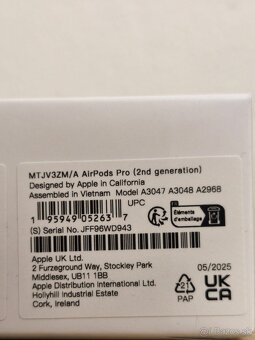 MTJV3ZM/A AirPods Pro (2nd generation)
Designed by Apple in California
Assembled in Vietnam Model A3047 A3048 A2968
UPC
1 95949 05263 7
Éléments
d'emballage
(S) Serial No. JFF96WD943
Apple UK Ltd.
2 Furzeground Way, Stockley Park
Middlesex, UB11 1BB
Apple Distribution International Ltd.
Hollyhill Industrial Estate
Cork, Ireland
21
PAP
05/2025
UK
CA